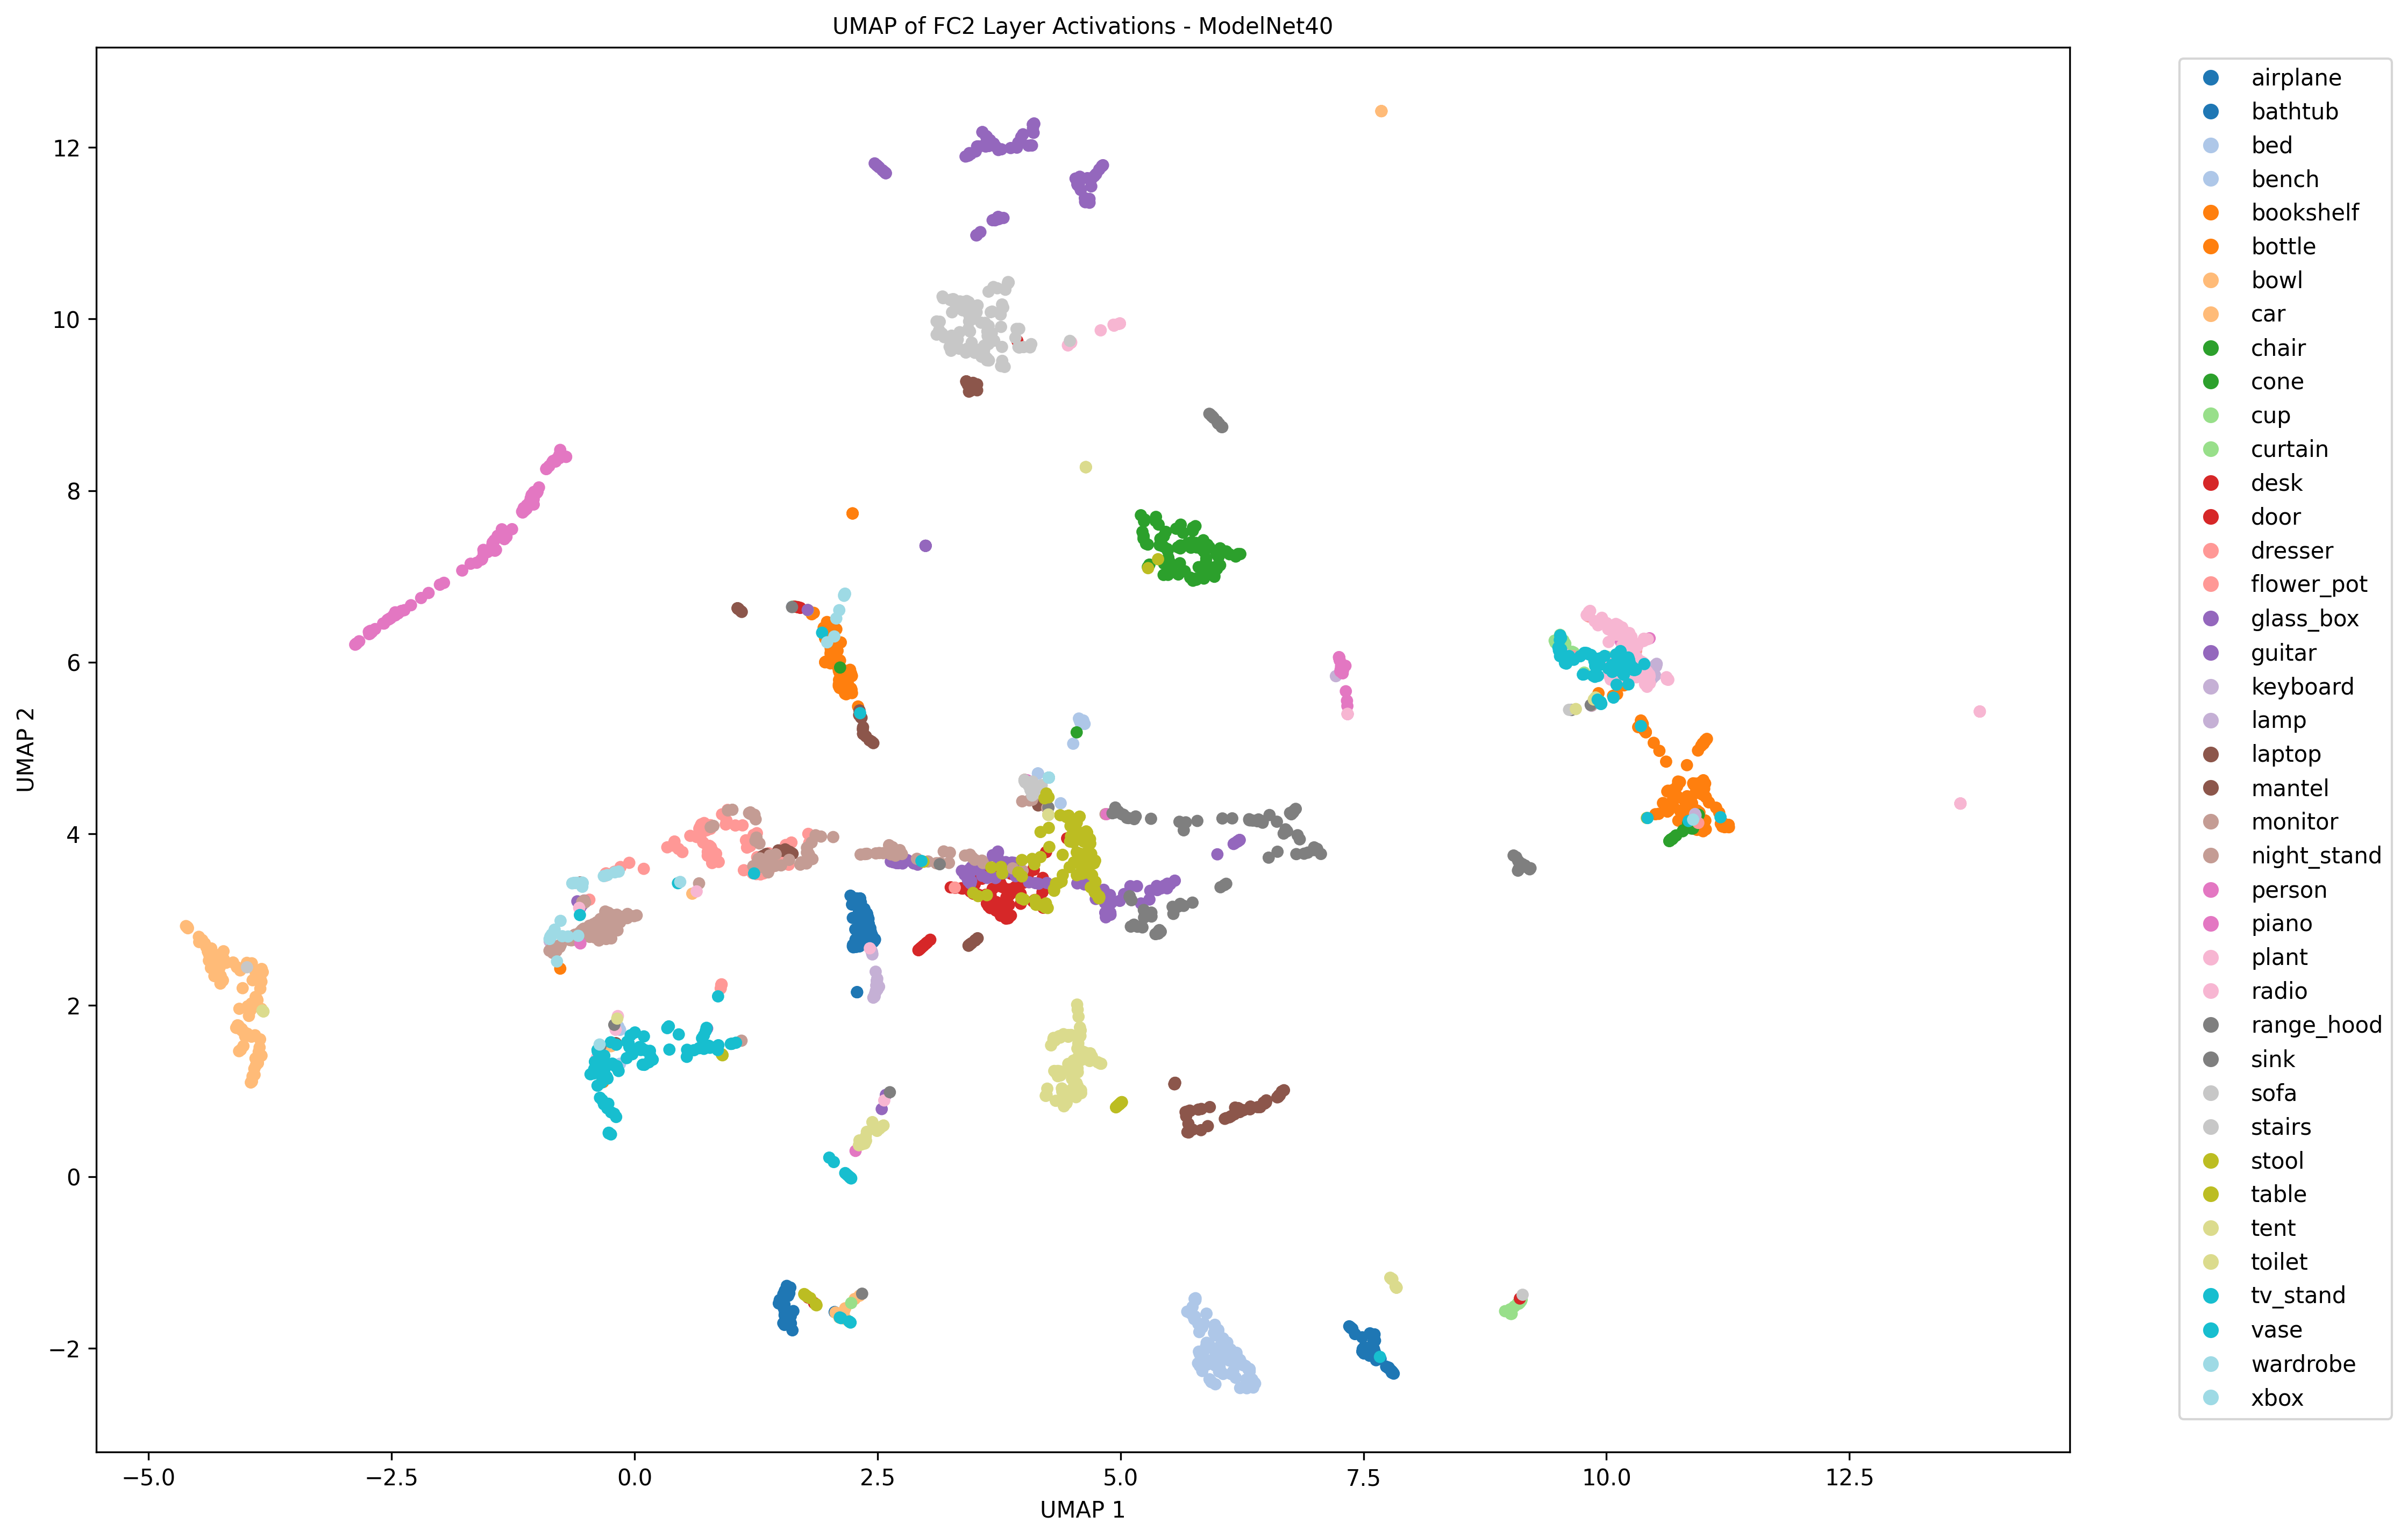 UMAP of FC2 Layer Activations - ModelNet40
12
10
8
6
4
2
0
−2
UMAP 2
−5.0
−2.5
0.0
2.5
5.0
7.5
10.0
12.5
UMAP 1
airplane
bathtub
bed
bench
bookshelf
bottle
bowl
car
chair
cone
cup
curtain
desk
door
dresser
flower_pot
glass_box
guitar
keyboard
lamp
laptop
mantel
monitor
night_stand
person
piano
plant
radio
range_hood
sink
sofa
stairs
stool
table
tent
toilet
tv_stand
vase
wardrobe
xbox